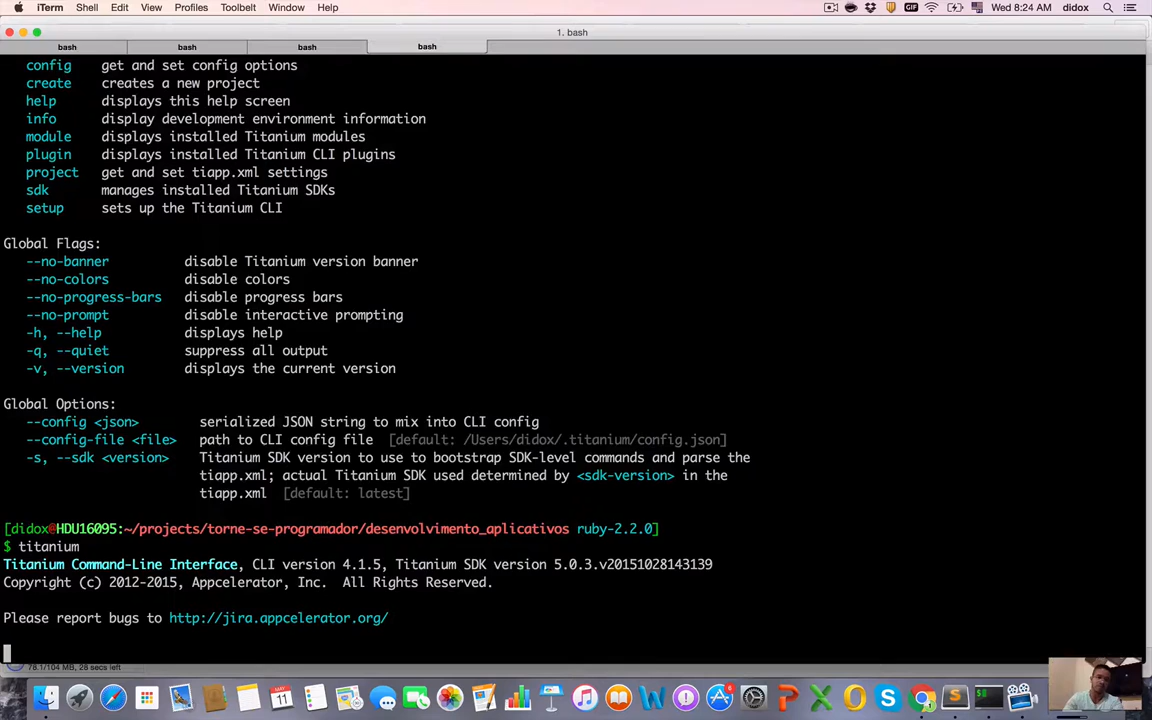 iTerm Shell Edit View Profiles Toolbelt Window Help GIF Wed 8:24 AM didox
1. bash
bash bash bash bash
config get and set config options
create creates a new project
help displays this help screen
info display development environment information
module displays installed Titanium modules
plugin displays installed Titanium CLI plugins
project get and set tiapp.xml settings
sdk manages installed Titanium SDKs
setup sets up the Titanium CLI
Global Flags:
--no-banner disable Titanium version banner
--no-colors disable colors
--no-progress-bars disable progress bars
--no-prompt disable interactive prompting
-h, --help displays help
-q, --quiet suppress all output
-v, --version displays the current version
Global Options:
--config <json> serialized JSON string to mix into CLI config
--config-file <file> path to CLI config file [default: /Users/didox/.titanium/config.json]
-s, --sdk <version> Titanium SDK version to use to bootstrap SDK-level commands and parse the
tiapp.xml; actual Titanium SDK used determined by <sdk-version> in the
tiapp.xml [default: latest]
[didox@HDU16095:~/projects/torne-se-programador/desenvolvimento_aplicativos ruby-2.2.0]
$ titanium
Titanium Command-Line Interface, CLI version 4.1.5, Titanium SDK version 5.0.3.v20151028143139
Copyright (c) 2012-2015, Appcelerator, Inc. All Rights Reserved.
Please report bugs to http://jira.appcelerator.org/
78.1/104 MB, 28 secs left